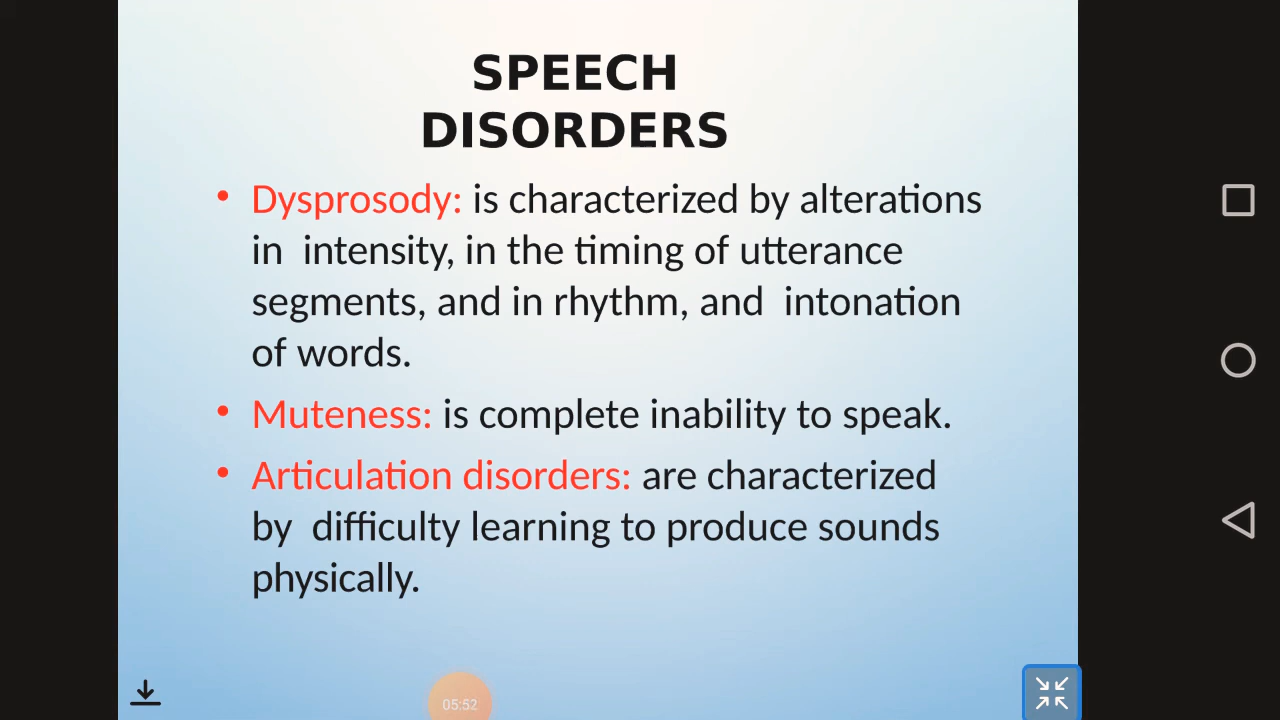 SPEECH
DISORDERS
• Dysprosody: is characterized by alterations
in  intensity, in the timing of utterance
segments, and in rhythm, and  intonation
of words.
• Muteness: is complete inability to speak.
• Articulation disorders: are characterized
by  difficulty learning to produce sounds
physically.
05:52